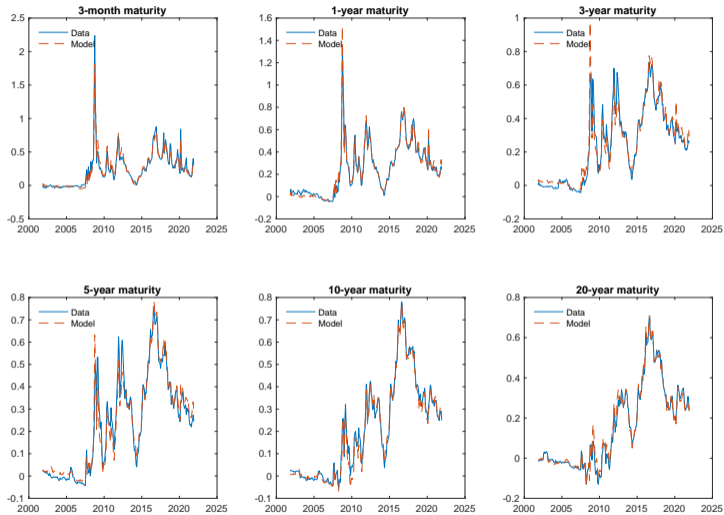 3-month maturity
2.5
2
1.5
1
0.5
0
-0.5
2000 2005 2010 2015 2020 2025
Data
Model
1-year maturity
1.6
1.4
1.2
1
0.8
0.6
0.4
0.2
0
-0.2
2000 2005 2010 2015 2020 2025
Data
Model
3-year maturity
1
0.8
0.6
0.4
0.2
0
-0.2
2000 2005 2010 2015 2020 2025
Data
Model
5-year maturity
0.8
0.7
0.6
0.5
0.4
0.3
0.2
0.1
0
-0.1
2000 2005 2010 2015 2020 2025
Data
Model
10-year maturity
0.8
0.7
0.6
0.5
0.4
0.3
0.2
0.1
0
-0.1
2000 2005 2010 2015 2020 2025
Data
Model
20-year maturity
0.8
0.6
0.4
0.2
0
-0.2
2000 2005 2010 2015 2020 2025
Data
Model